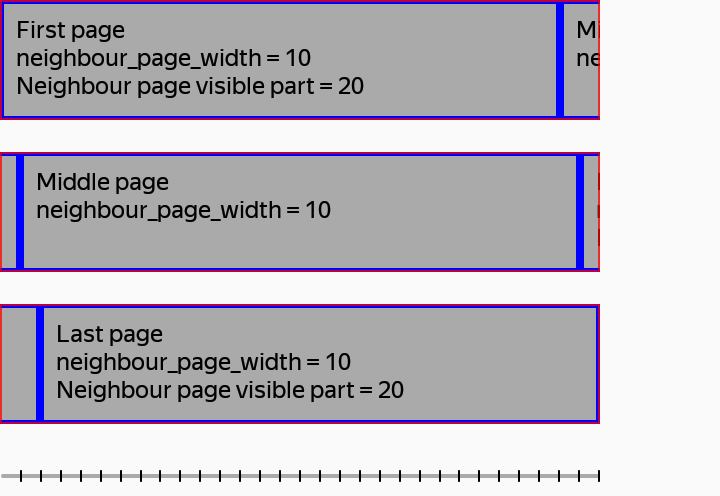 First page
neighbour_page_width = 10
Neighbour page visible part = 20
Mi
ne
Middle page
neighbour_page_width = 10
Last page
neighbour_page_width = 10
Neighbour page visible part = 20